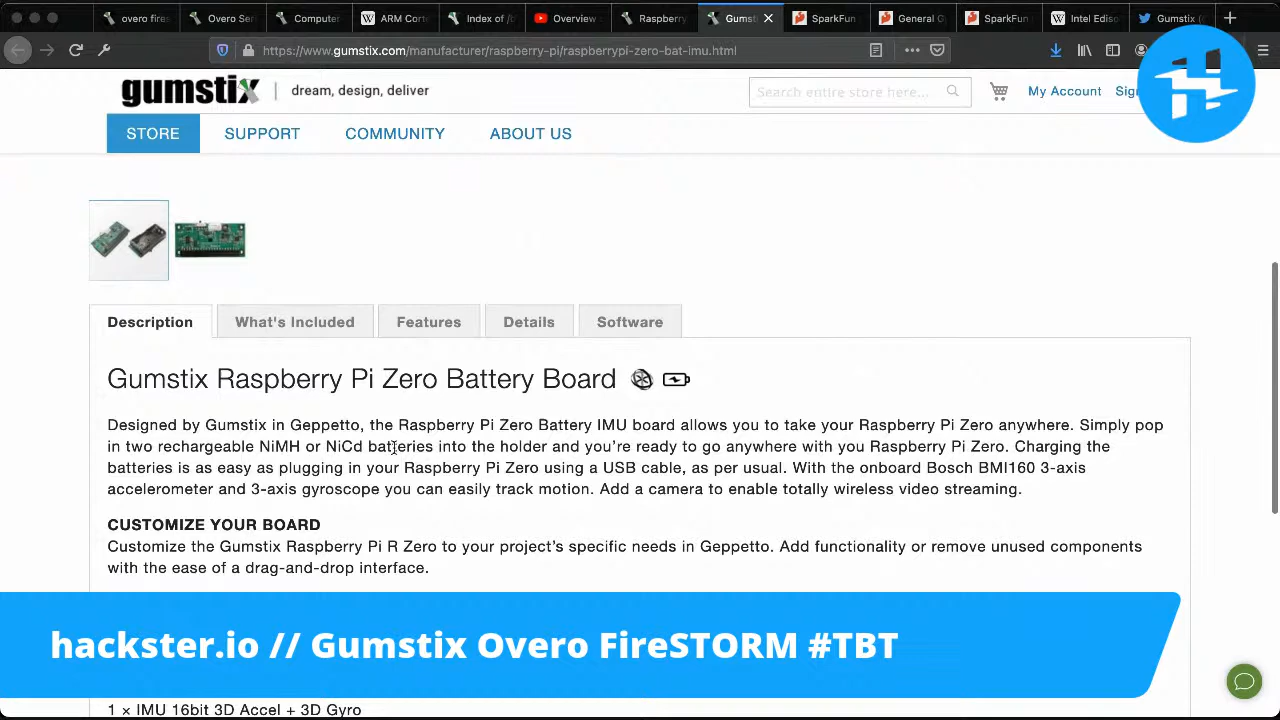 overo fires
Overo Se
Computer
ARM Cort
Index of /
Overview
Raspberry
Gumst
SparkFun
General G
SparkFun
Intel Ediso
Gumstix (
https://www.gumstix.com/manufacturer/raspberry-pi/raspberrypi-zero-bat-imu.html
gumstix
dream, design, deliver
Search entire store here...
My Account
Sign
STORE
SUPPORT
COMMUNITY
ABOUT US
Description
What's Included
Features
Details
Software
Gumstix Raspberry Pi Zero Battery Board
Designed by Gumstix in Geppetto, the Raspberry Pi Zero Battery IMU board allows you to take your Raspberry Pi Zero anywhere. Simply pop
in two rechargeable NiMH or NiCd batteries into the holder and you're ready to go anywhere with you Raspberry Pi Zero. Charging the
batteries is as easy as plugging in your Raspberry Pi Zero using a USB cable, as per usual. With the onboard Bosch BMI160 3-axis
accelerometer and 3-axis gyroscope you can easily track motion. Add a camera to enable totally wireless video streaming.
CUSTOMIZE YOUR BOARD
Customize the Gumstix Raspberry Pi R Zero to your project's specific needs in Geppetto. Add functionality or remove unused components
with the ease of a drag-and-drop interface.
hackster.io // Gumstix Overo FireSTORM #TBT
1 × IMU 16bit 3D Accel + 3D Gyro